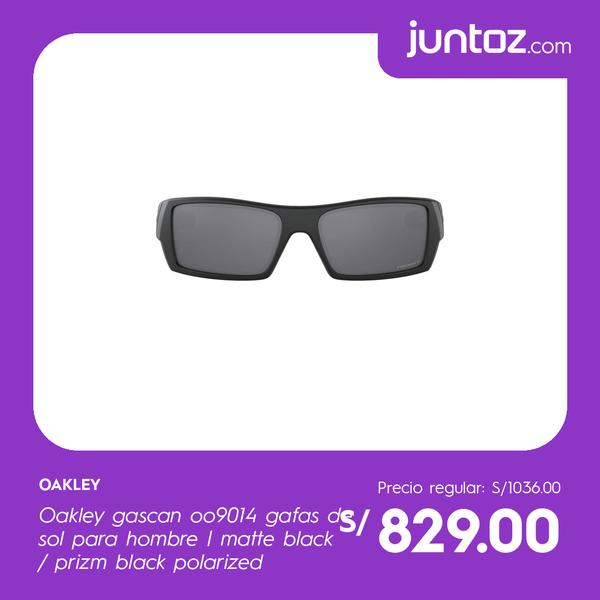 juntoz.com
OAKLEY
Oakley gascan oo9014 gafas de
sol para hombre | matte black
/ prizm black polarized
Precio regular: S/1036.00
S/ 829.00